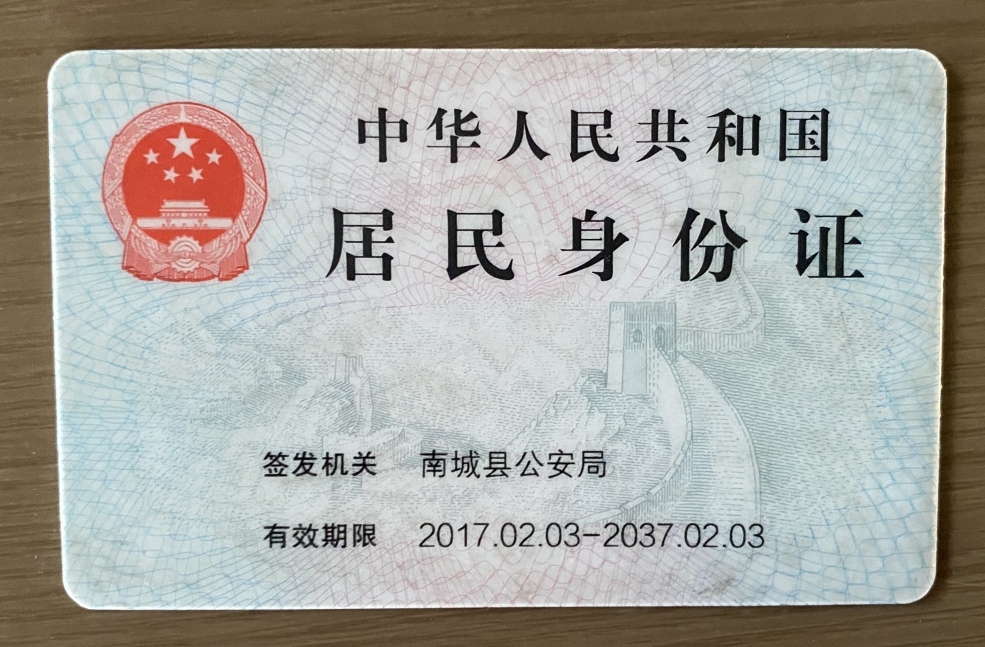 中华人民共和国
居民身份证
签发机关 南城县公安局
有效期限 2017.02.03-2037.02.03